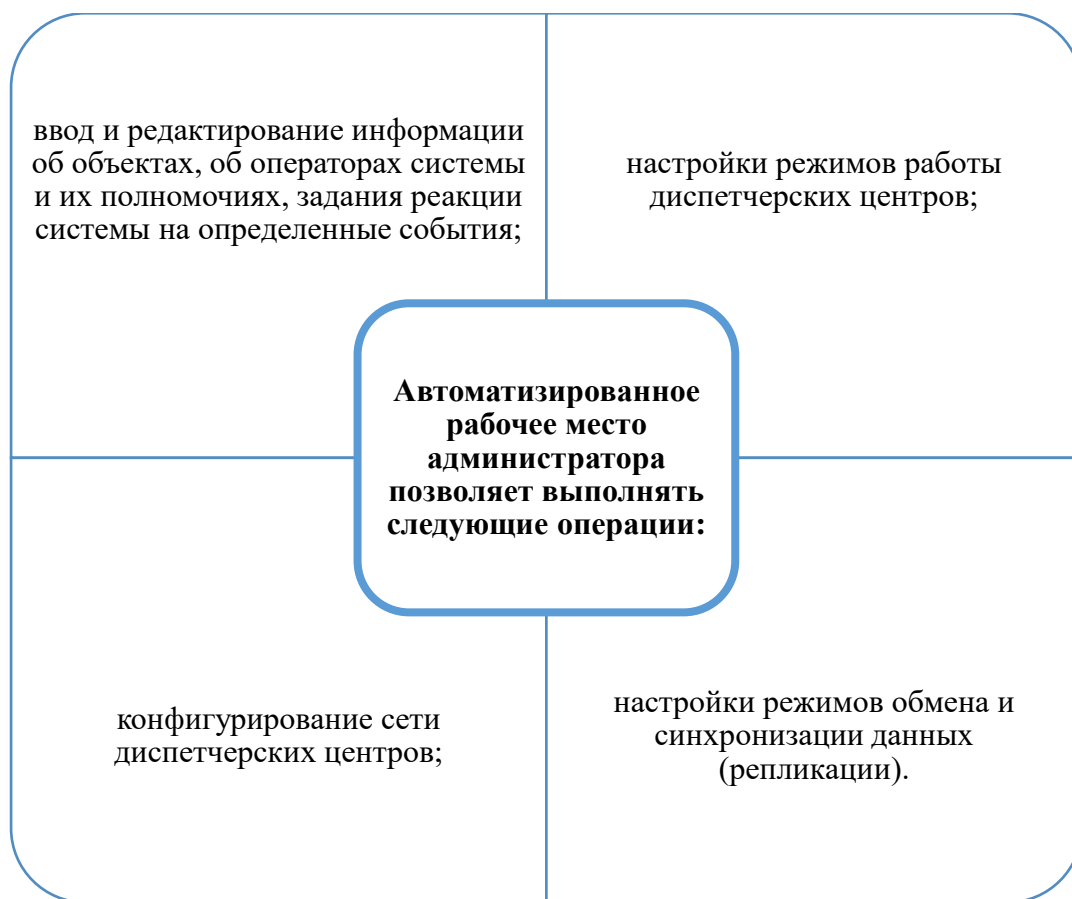 ввод и редактирование информации
об объектах, об операторах системы
и их полномочиях, задания реакции
системы на определенные события;
настройки режимов работы
диспетчерских центров;
Автоматизированное
рабочее место
администратора
позволяет выполнять
следующие операции:
конфигурирование сети
диспетчерских центров;
настройки режимов обмена и
синхронизации данных
(репликации).